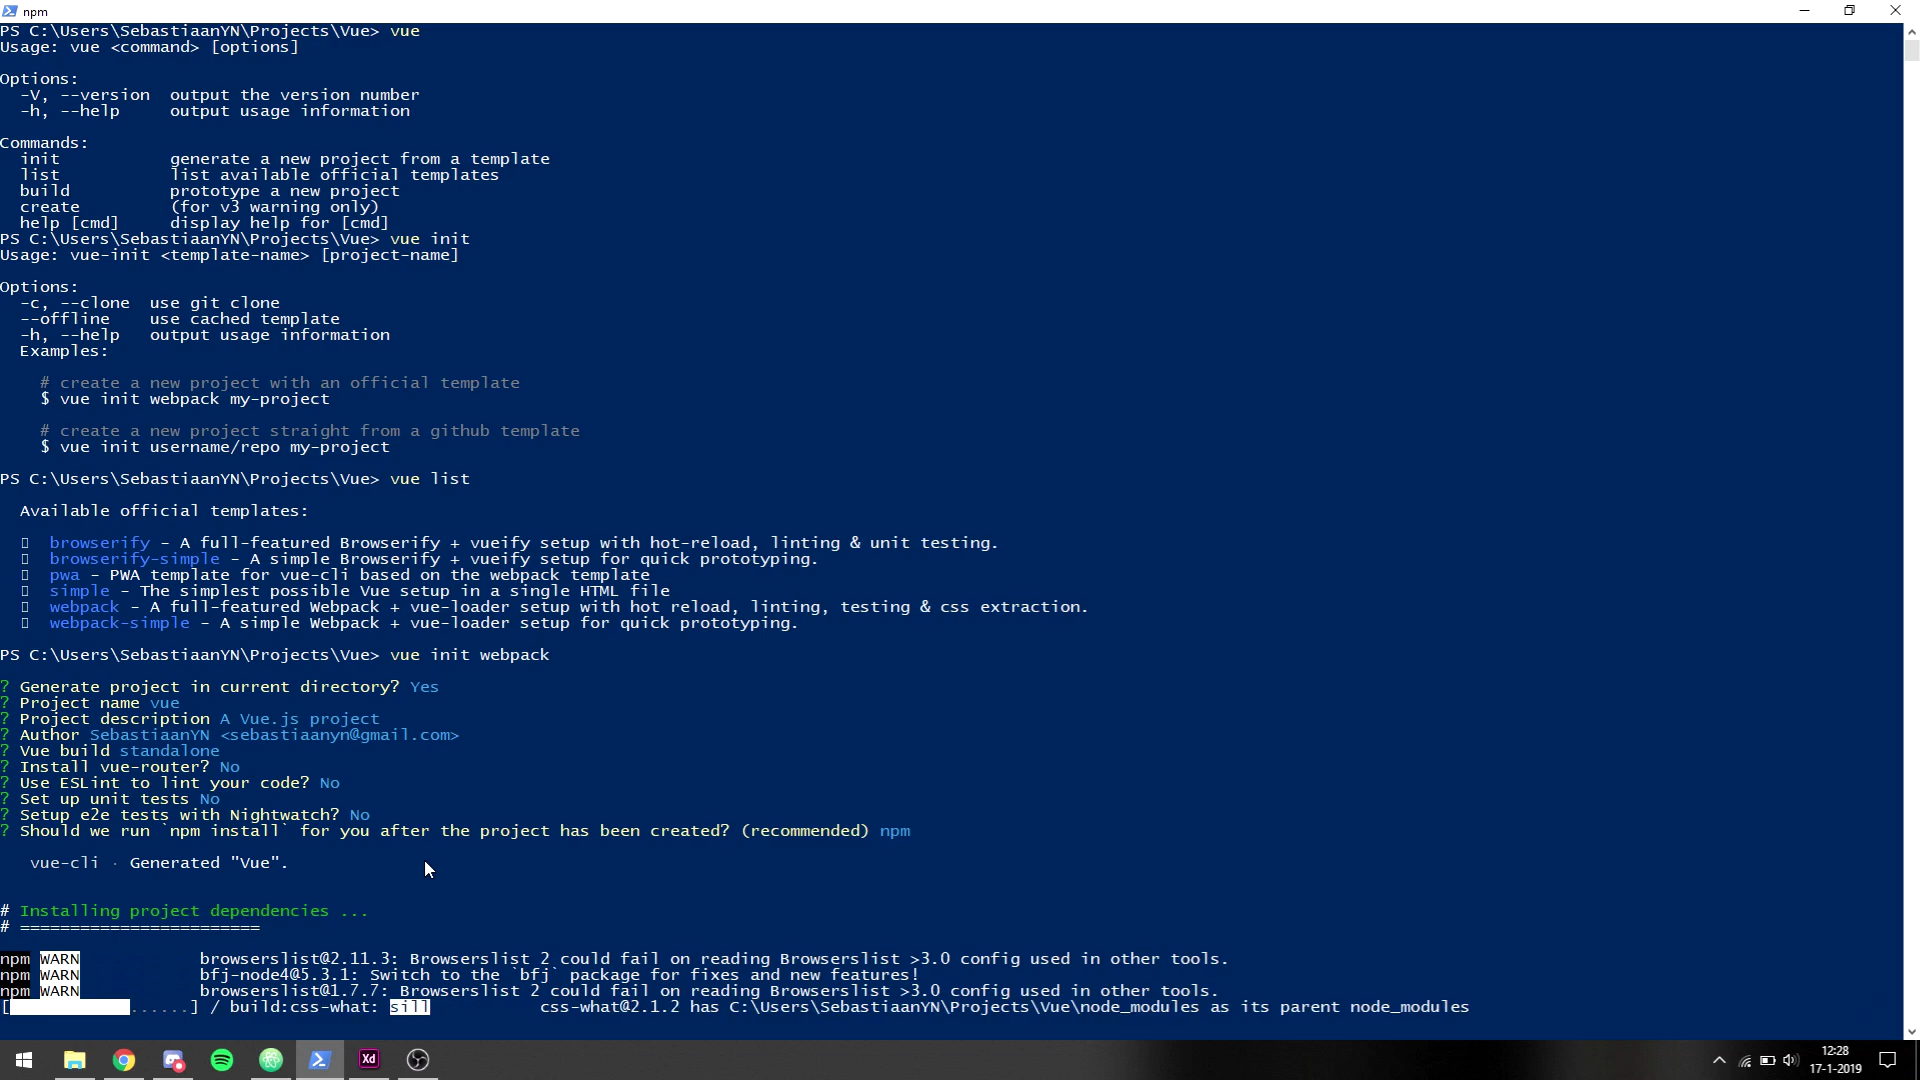 npm
PS C:\Users\SebastiaanYN\Projects\Vue> vue
Usage: vue <command> [options]
Options:
-V, --version  output the version number
-h, --help     output usage information
Commands:
init           generate a new project from a template
list           list available official templates
build          prototype a new project
create         (for v3 warning only)
help [cmd]     display help for [cmd]
PS C:\Users\SebastiaanYN\Projects\Vue> vue init
Usage: vue-init <template-name> [project-name]
Options:
-c, --clone  use git clone
--offline    use cached template
-h, --help   output usage information
Examples:
# create a new project with an official template
$ vue init webpack my-project
# create a new project straight from a github template
$ vue init username/repo my-project
PS C:\Users\SebastiaanYN\Projects\Vue> vue list
Available official templates:
browserify - A full-featured Browserify + vueify setup with hot-reload, linting & unit testing.
browserify-simple - A simple Browserify + vueify setup for quick prototyping.
pwa - PWA template for vue-cli based on the webpack template
simple - The simplest possible Vue setup in a single HTML file
webpack - A full-featured Webpack + vue-loader setup with hot reload, linting, testing & css extraction.
webpack-simple - A simple Webpack + vue-loader setup for quick prototyping.
PS C:\Users\SebastiaanYN\Projects\Vue> vue init webpack
? Generate project in current directory? Yes
? Project name vue
? Project description A Vue.js project
? Author SebastiaanYN <sebastiaanyn@gmail.com>
? Vue build standalone
? Install vue-router? No
? Use ESLint to lint your code? No
? Set up unit tests No
? Setup e2e tests with Nightwatch? No
? Should we run `npm install` for you after the project has been created? (recommended) npm
vue-cli · Generated "Vue".
# Installing project dependencies ...
# ========================
npm WARN browserslist@2.11.3: Browserslist 2 could fail on reading Browserslist >3.0 config used in other tools.
npm WARN bfj-node4@5.3.1: Switch to the `bfj` package for fixes and new features!
npm WARN browserslist@1.7.7: Browserslist 2 could fail on reading Browserslist >3.0 config used in other tools.
[ ......] / build:css-what: sill css-what@2.1.2 has C:\Users\SebastiaanYN\Projects\Vue\node_modules as its parent node_modules
Xd
12:28
17-1-2019